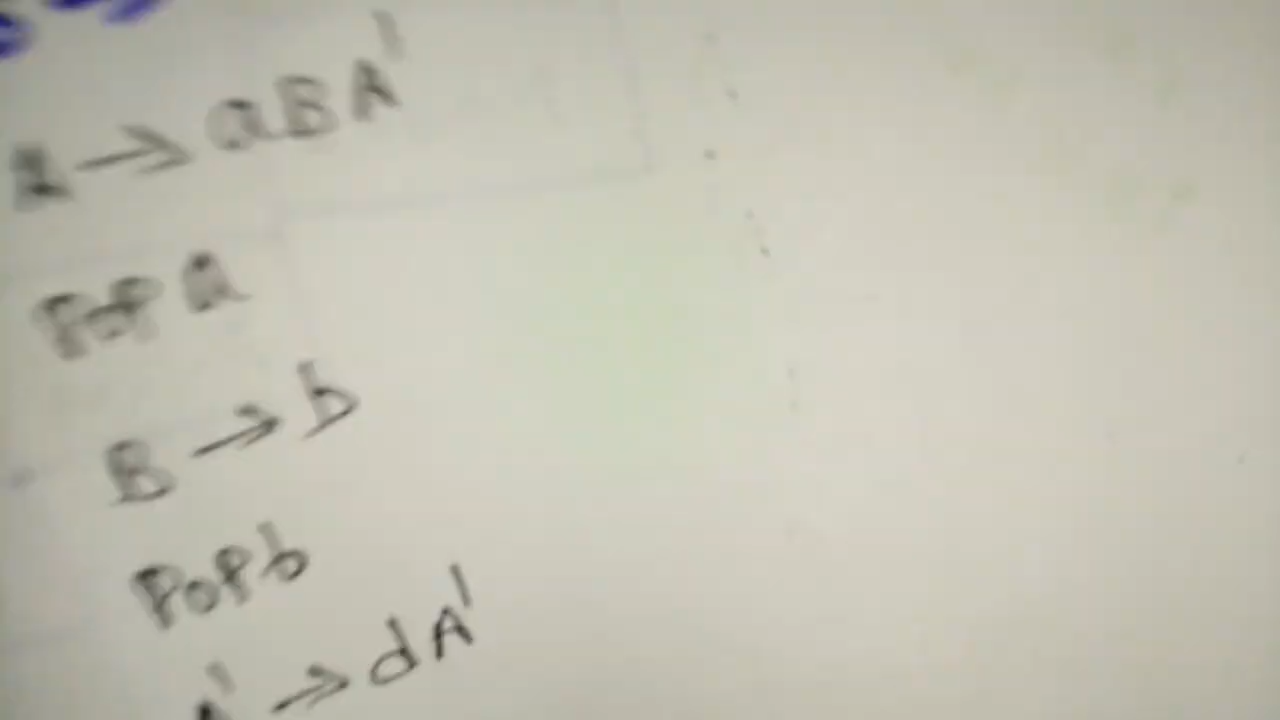 A → aBA'
POP a
B → b
POP b
A' → dA'